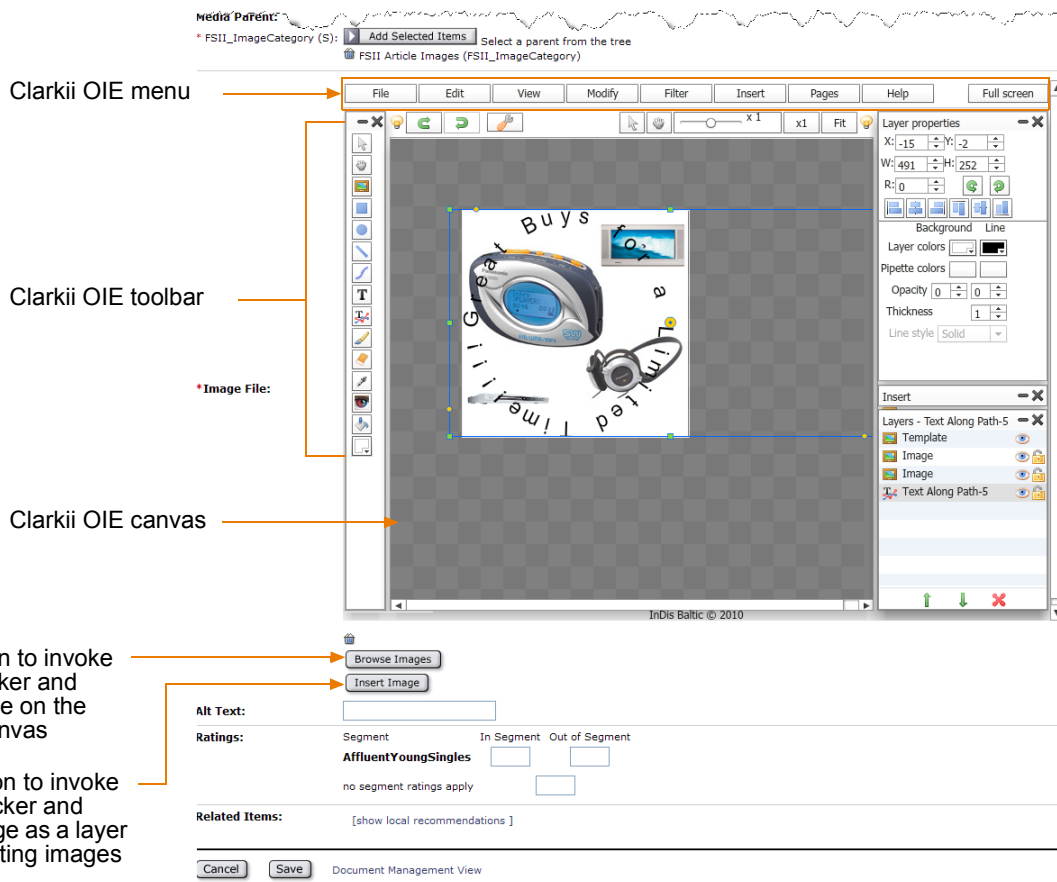 Media Parent:
* FSII_ImageCategory (S): Add Selected Items Select a parent from the tree
FSII Article Images (FSII_ImageCategory)
Clarkii OIE menu
File Edit View Modify Filter Insert Pages Help Full screen
x 1 x1 Fit
Layer properties
X: -15 Y: -2
W: 491 H: 252
R: 0
Background Line
Layer colors
Pipette colors
Opacity 0 0
Thickness 1
Line style Solid
Great Buys for a Limited Time!!!!
Panasonic
Clarkii OIE toolbar
*Image File:
Insert
Layers - Text Along Path-5
Template
Image
Image
Text Along Path-5
Clarkii OIE canvas
InDis Baltic © 2010
n to invoke
ker and
e on the
nvas
Browse Images
Insert Image
on to invoke
cker and
ge as a layer
ting images
Alt Text:
Ratings: Segment In Segment Out of Segment
AffluentYoungSingles
no segment ratings apply
Related Items: [show local recommendations ]
Cancel Save Document Management View